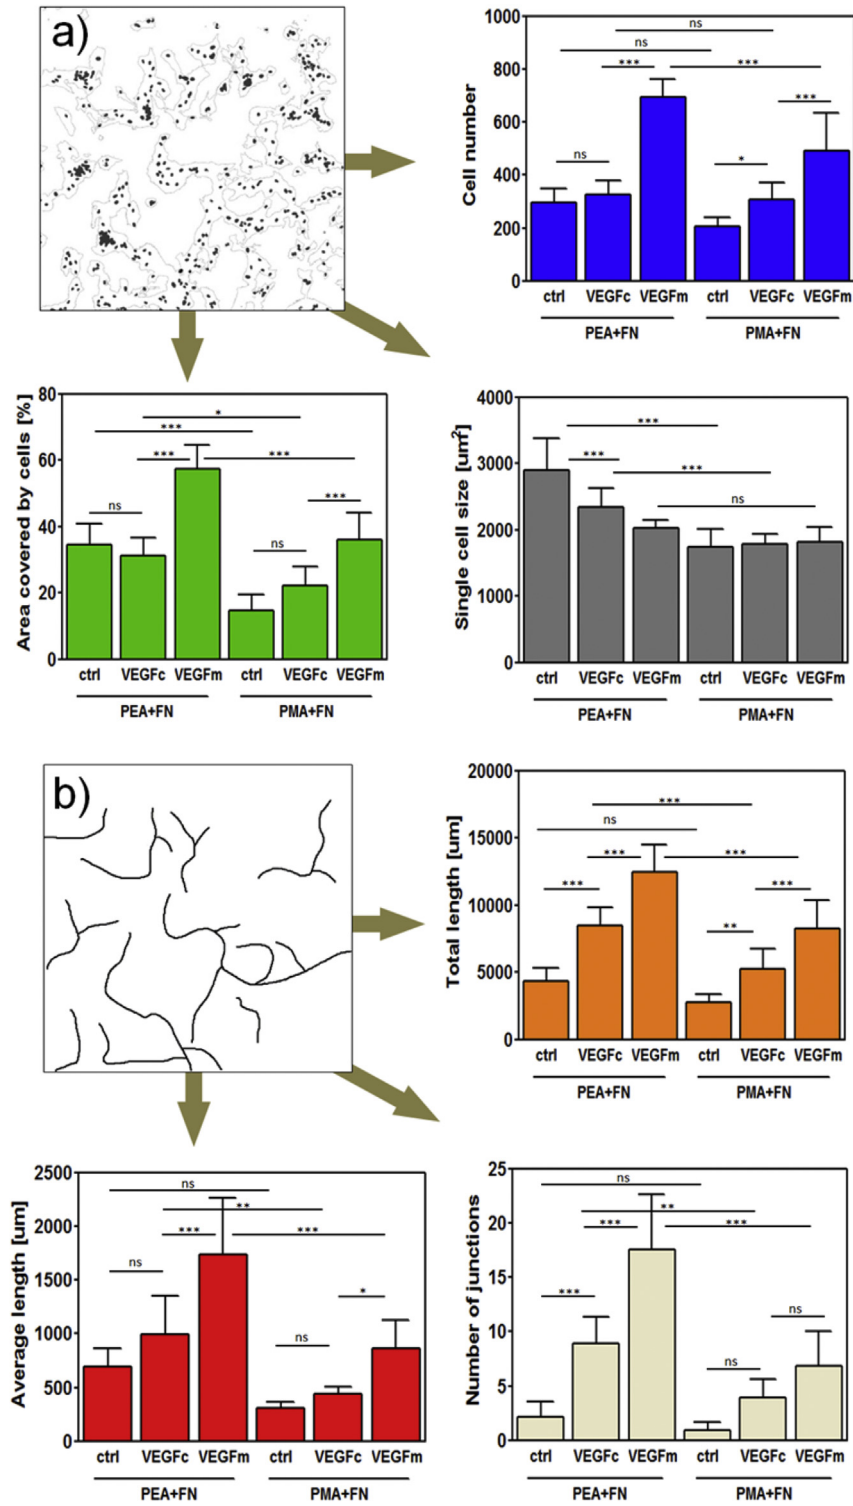 a)
Cell number
1000
800
600
400
200
0
ns
ns
***
***
***
ns
*
ctrl VEGFc VEGFm ctrl VEGFc VEGFm
PEA+FN PMA+FN
Area covered by cells [%]
80
60
40
20
0
*
***
***
***
***
ns
ns
ctrl VEGFc VEGFm ctrl VEGFc VEGFm
PEA+FN PMA+FN
Single cell size [um²]
4000
3000
2000
1000
0
***
***
***
ns
ctrl VEGFc VEGFm ctrl VEGFc VEGFm
PEA+FN PMA+FN
b)
Total length [um]
20000
15000
10000
5000
0
***
ns
***
***
***
***
**
ctrl VEGFc VEGFm ctrl VEGFc VEGFm
PEA+FN PMA+FN
Average length [um]
2500
2000
1500
1000
500
0
ns
**
***
***
ns
*
ns
ctrl VEGFc VEGFm ctrl VEGFc VEGFm
PEA+FN PMA+FN
Number of junctions
25
20
15
10
5
0
ns
**
***
***
***
ns
ns
ctrl VEGFc VEGFm ctrl VEGFc VEGFm
PEA+FN PMA+FN